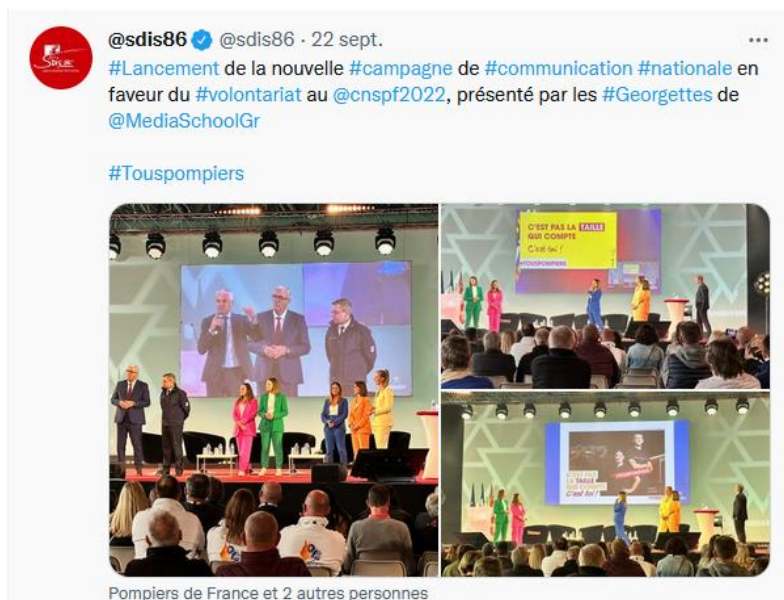 @sdis86 @sdis86 · 22 sept.
#Lancement de la nouvelle #campagne de #communication #nationale en
faveur du #volontariat au @cnspf2022, présenté par les #Georgettes de
@MediaSchoolGr
#Touspompiers
C'EST PAS LA TAILLE
QUI COMPTE
C'est toi !
#TOUSPOMPIERS
C'EST PAS
LA TAILLE
QUI COMPTE
C'est toi !
Pompiers de France et 2 autres personnes